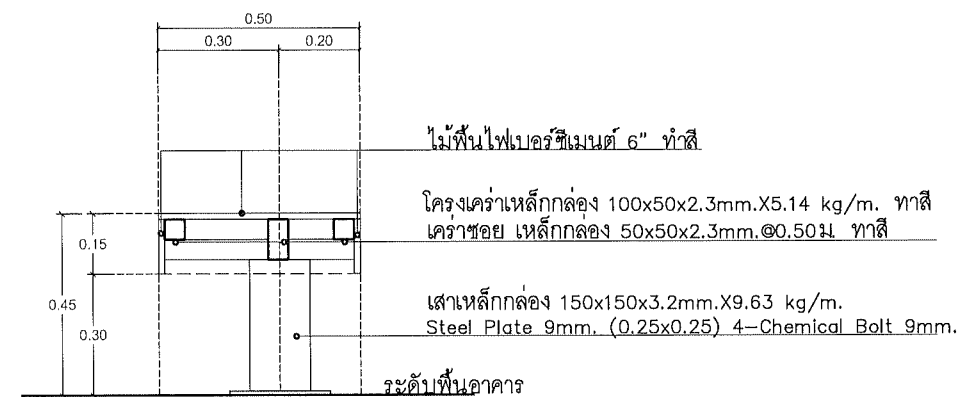 0.50
0.30
0.20
ไม้พื้นไฟเบอร์ซีเมนต์ 6" ทำสี
โครงเคร่าเหล็กกล่อง 100x50x2.3mm.X5.14 kg/m. ทาสี
เคร่าซอย เหล็กกล่อง 50x50x2.3mm.@0.50ม. ทาสี
0.15
0.45
0.30
เสาเหล็กกล่อง 150x150x3.2mm.X9.63 kg/m.
Steel Plate 9mm. (0.25x0.25) 4-Chemical Bolt 9mm.
ระดับพื้นอาคาร